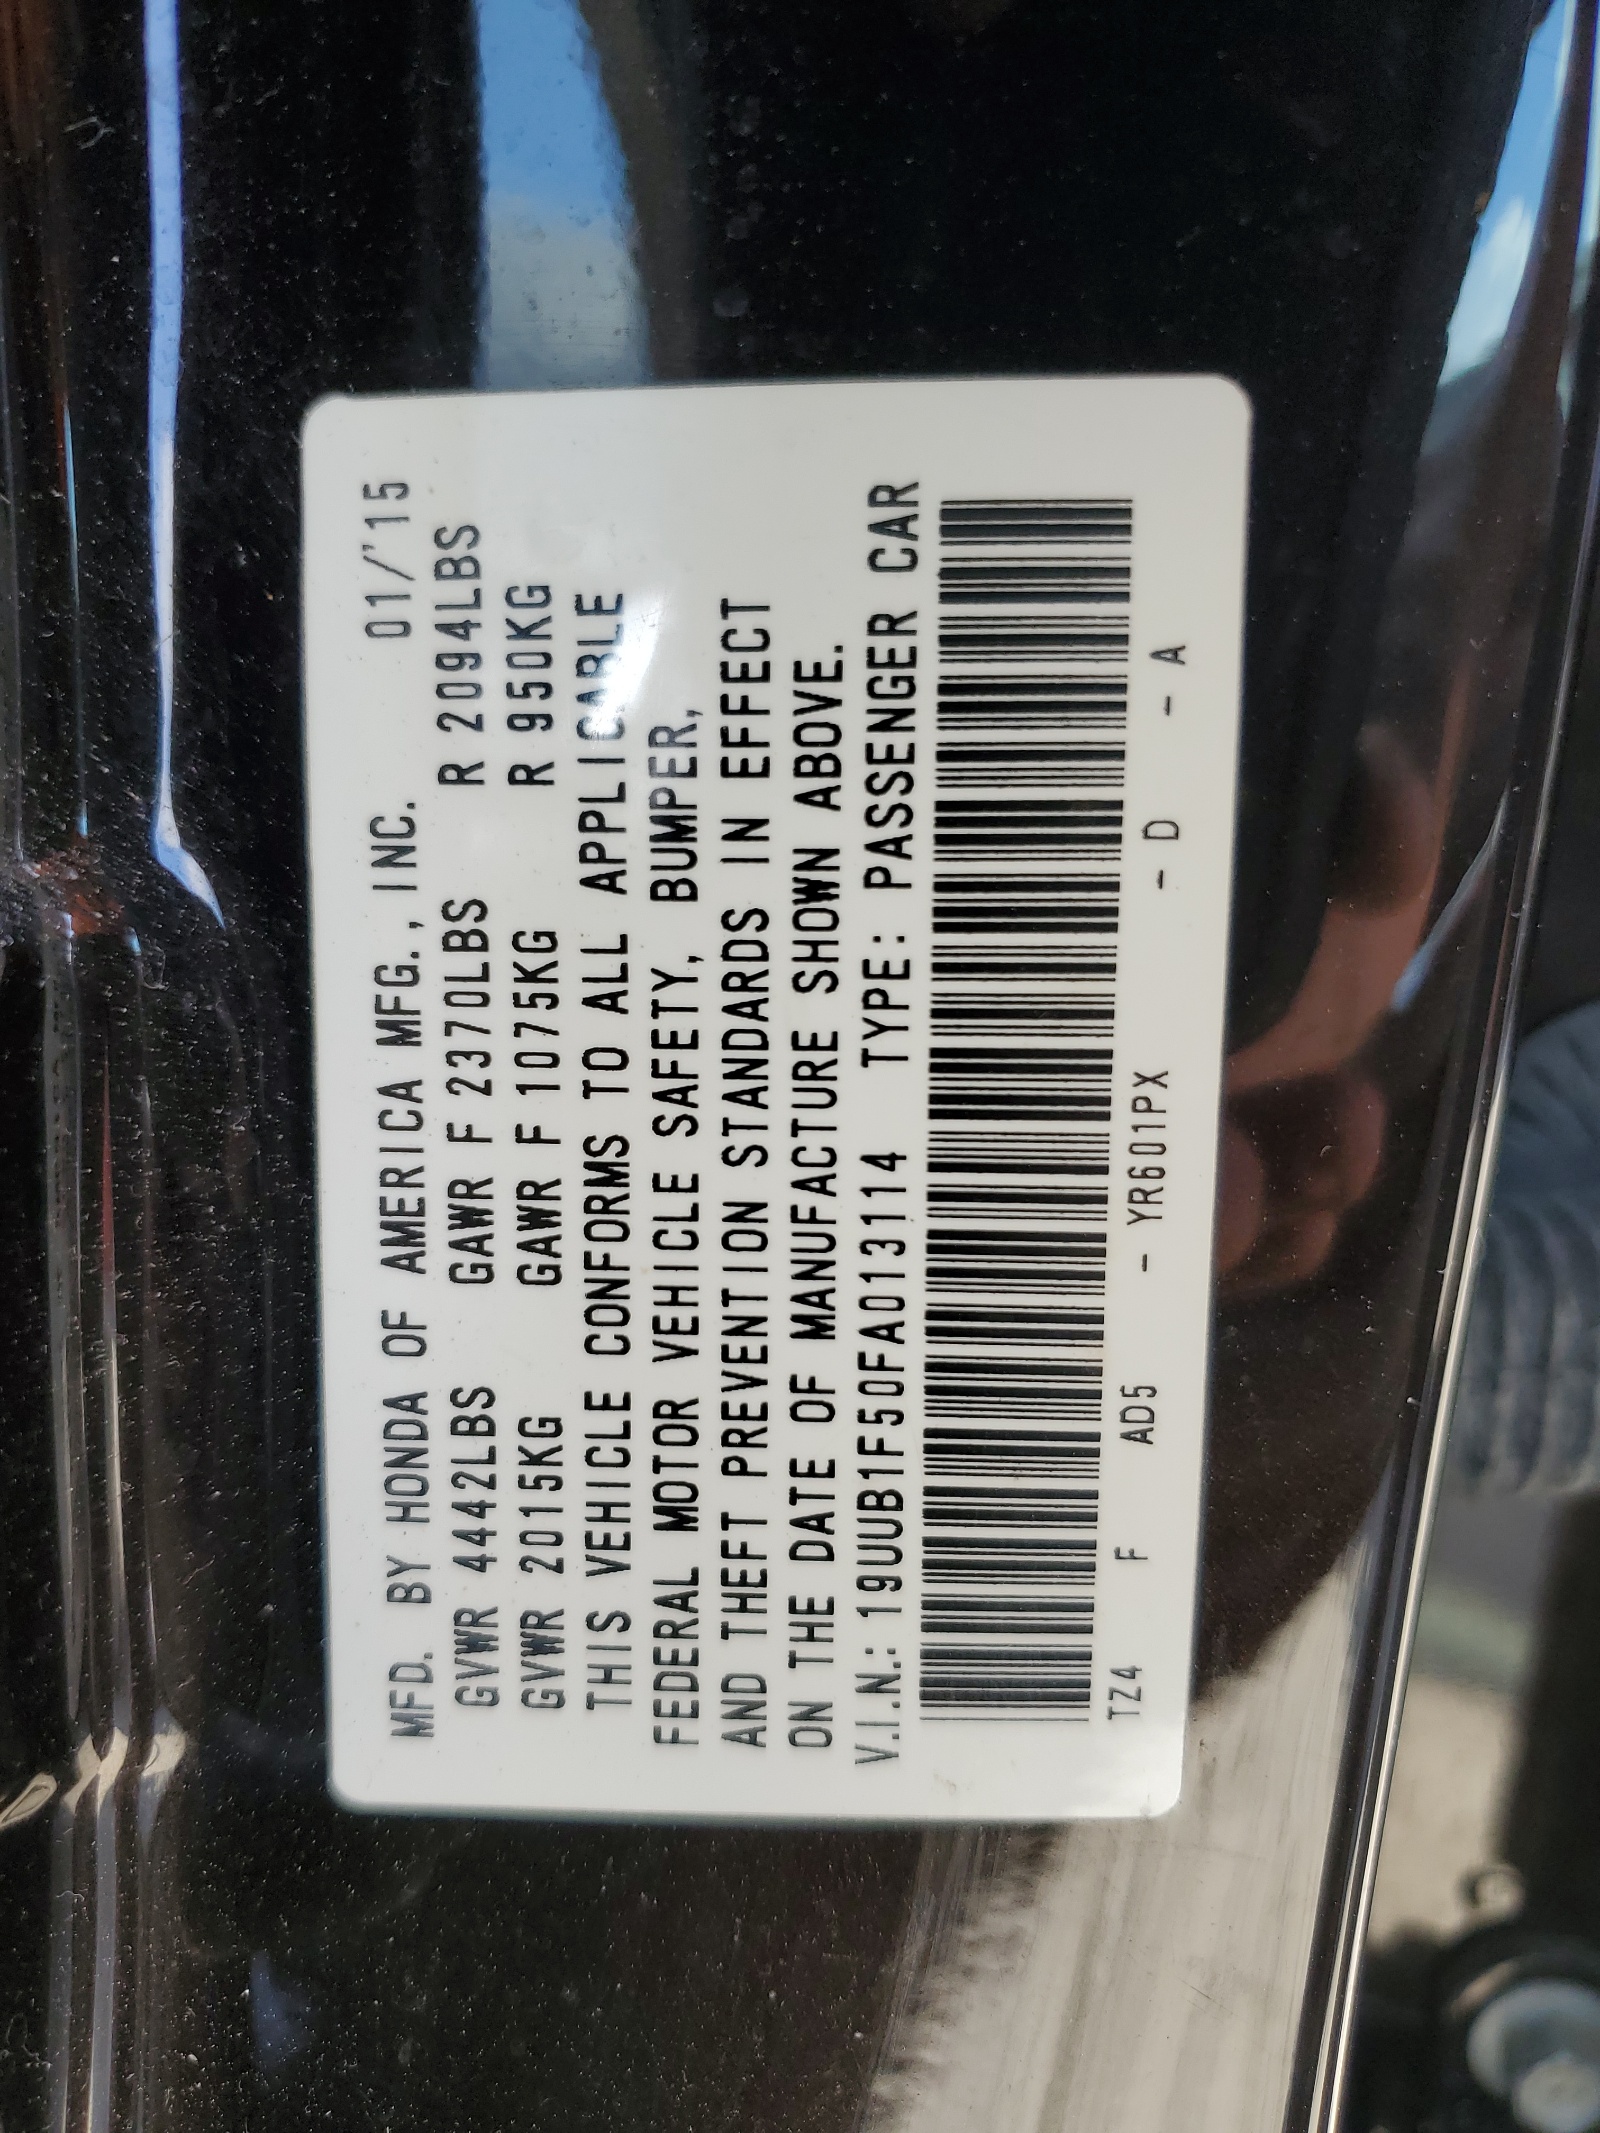 MFD. BY HONDA OF AMERICA MFG., INC. 01/'15
GVWR 4442LBS GAWR F 2370LBS R 2094LBS
GVWR 2015KG GAWR F 1075KG R 950KG
THIS VEHICLE CONFORMS TO ALL APPLICABLE
FEDERAL MOTOR VEHICLE SAFETY, BUMPER,
AND THEFT PREVENTION STANDARDS IN EFFECT
ON THE DATE OF MANUFACTURE SHOWN ABOVE.
V.I.N.: 19UUB1F50FA013114 TYPE: PASSENGER CAR
TZ4 F AD5 - YR601PX - D - A